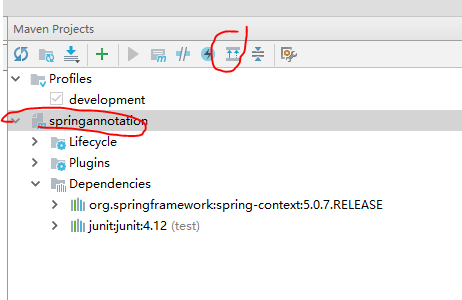 Maven Projects
Profiles
development
springannotation
Lifecycle
Plugins
Dependencies
org.springframework:spring-context:5.0.7.RELEASE
junit:junit:4.12 (test)